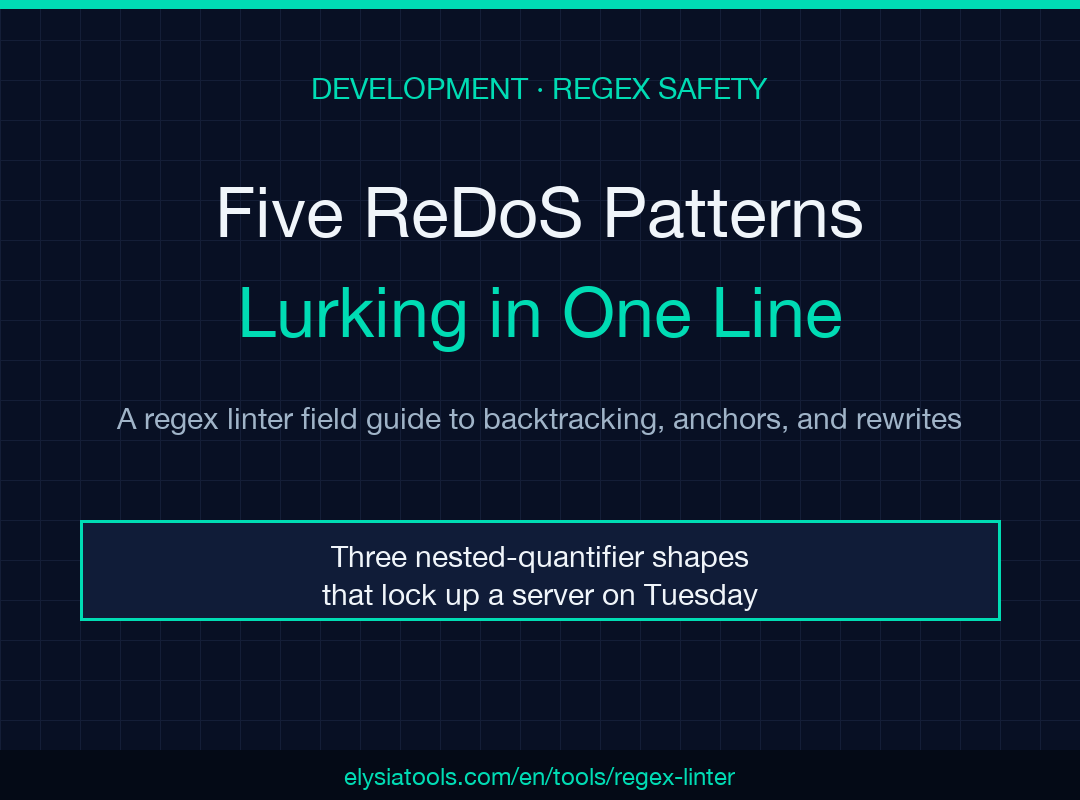 DEVELOPMENT · REGEX SAFETY
Five ReDoS Patterns
Lurking in One Line
A regex linter field guide to backtracking, anchors, and rewrites
Three nested-quantifier shapes
that lock up a server on Tuesday
elysiatools.com/en/tools/regex-linter